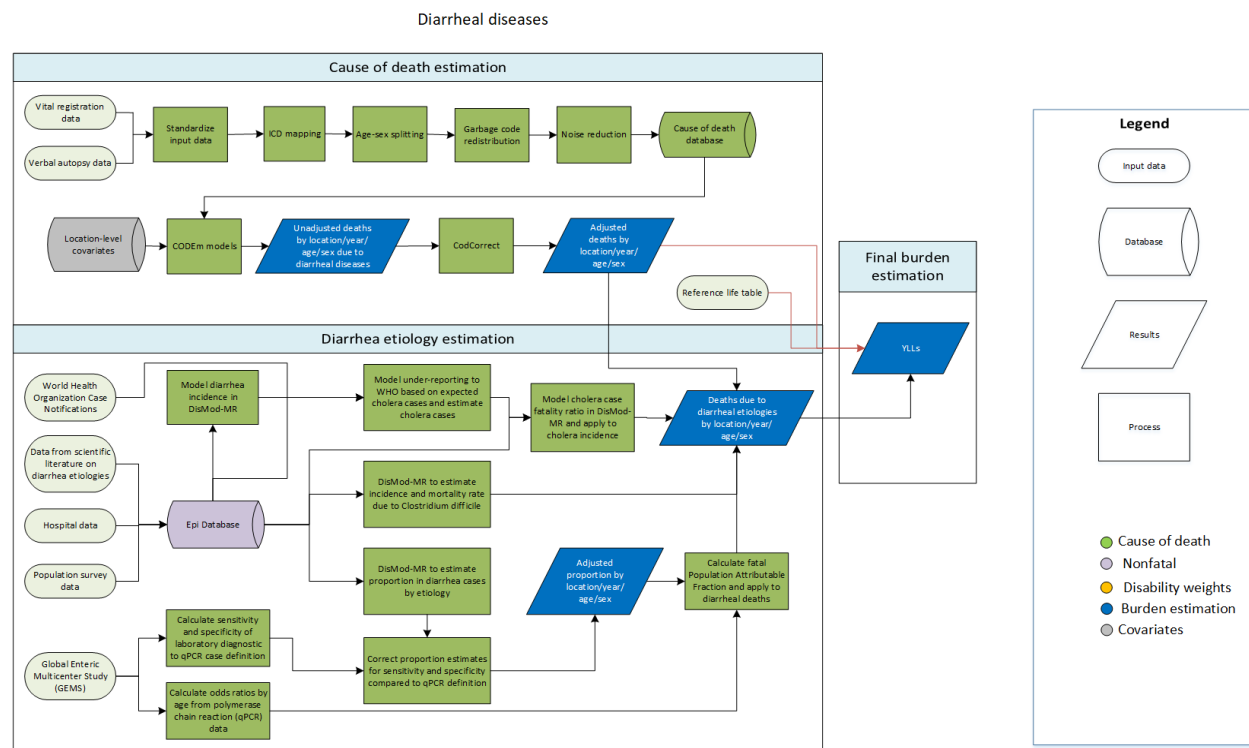 Diarrheal diseases
Cause of death estimation
Vital registration
data
Verbal autopsy data
Standardize
input data
ICD mapping
Age-sex splitting
Garbage code
redistribution
Noise reduction
Cause of death
database
Location-level
covariates
CODEm models
Unadjusted deaths
by location/year/
age/sex due to
diarrheal diseases
CodCorrect
Adjusted
deaths by
location/year/
age/sex
Reference life table
Final burden
estimation
YLLs
Diarrhea etiology estimation
World Health
Organization Case
Notifications
Model diarrhea
incidence in
DisMod-MR
Model under-reporting to
WHO based on expected
cholera cases and estimate
cholera cases
Model cholera case
fatality ratio in DisMod-
MR and apply to
cholera incidence
Deaths due to
diarrheal etiologies
by location/year/
age/sex
Data from scientific
literature on
diarrhea etiologies
Hospital data
Population survey
data
Epi Database
DisMod-MR to estimate
incidence and mortality rate
due to Clostridium difficile
DisMod-MR to estimate
proportion in diarrhea cases
by etiology
Adjusted
proportion by
location/year/
age/sex
Calculate fatal
Population Attributable
Fraction and apply to
diarrheal deaths
Global Enteric
Multicenter Study
(GEMS)
Calculate sensitivity
and specificity of
laboratory diagnostic
to qPCR case definition
Correct proportion estimates
for sensitivity and specificity
compared to qPCR definition
Calculate odds ratios by
age from polymerase
chain reaction (qPCR)
data
Legend
Input data
Database
Results
Process
Cause of death
Nonfatal
Disability weights
Burden estimation
Covariates